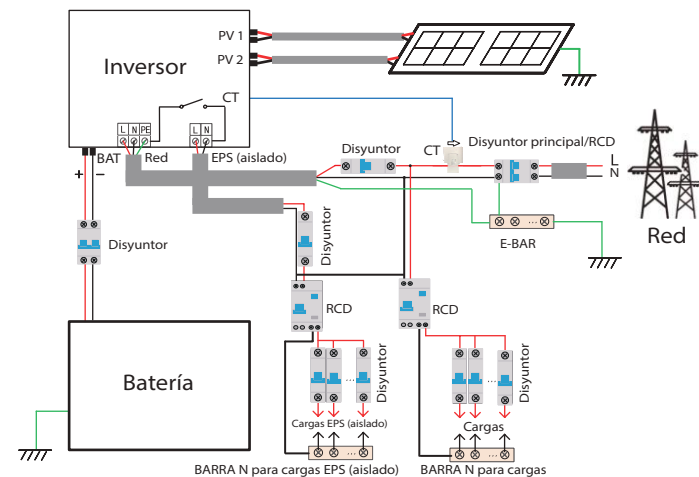 PV 1
PV 2
Inversor
CT
L N PE
L N
BAT
Red
EPS (aislado)
+
−
Disyuntor
CT
Disyuntor principal/RCD
L
N
Red
E-BAR
Disyuntor
Disyuntor
RCD
RCD
Batería
Disyuntor
Disyuntor
Cargas EPS (aislado)
Cargas
BARRA N para cargas EPS (aislado)
BARRA N para cargas